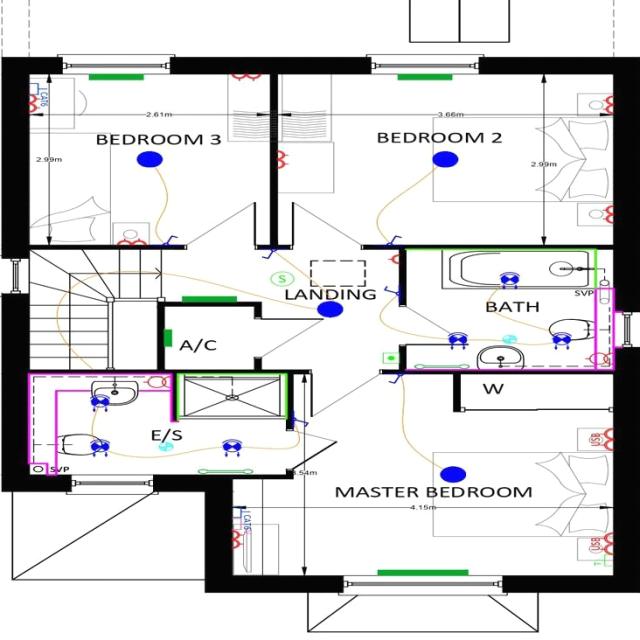 CAT6
2.61m
3.66m
BEDROOM 3
BEDROOM 2
2.99m
2.99m
S
LANDING
SVP
BATH
A/C
W
E/S
SVP
USB
3.54m
MASTER BEDROOM
4.15m
CAT6
USB
T